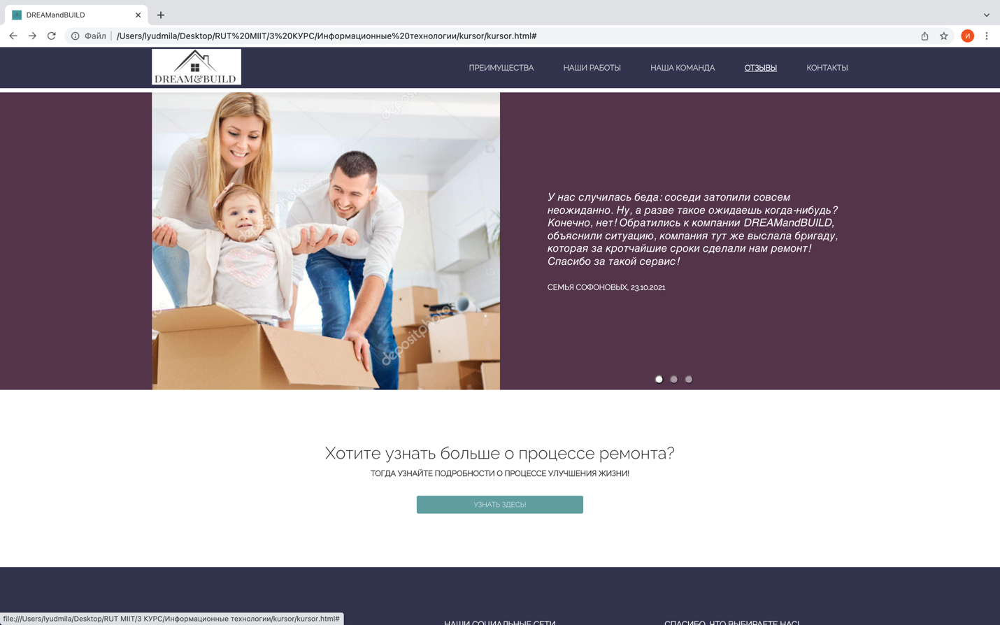 DREAMandBUILD
Файл
/Users/lyudmila/Desktop/RUT%20MIIT/3%20КУРС/Информационные%20технологии/kursor/kursor.html#
И
DREAM&BUILD
ПРЕИМУЩЕСТВА
НАШИ РАБОТЫ
НАША КОМАНДА
ОТЗЫВЫ
КОНТАКТЫ
depositphotos
depositphotos
У нас случилась беда: соседи затопили совсем
неожиданно. Ну, а разве такое ожидаешь когда-нибудь?
Конечно, нет! Обратились к компании DREAMandBUILD,
объяснили ситуацию, компания тут же выслала бригаду,
которая за кротчайшие сроки сделали нам ремонт!
Спасибо за такой сервис!
СЕМЬЯ СОФОНОВЫХ, 23.10.2021
Хотите узнать больше о процессе ремонта?
ТОГДА УЗНАЙТЕ ПОДРОБНОСТИ О ПРОЦЕССЕ УЛУЧШЕНИЯ ЖИЗНИ!
УЗНАТЬ ЗДЕСЬ!
file:///Users/lyudmila/Desktop/RUT MIIT/3 КУРС/Информационные технологии/kursor/kursor.html#
НАШИ СОЦИАЛЬНЫЕ СЕТИ
СПАСИБО, ЧТО ВЫБИРАЕТЕ НАС!